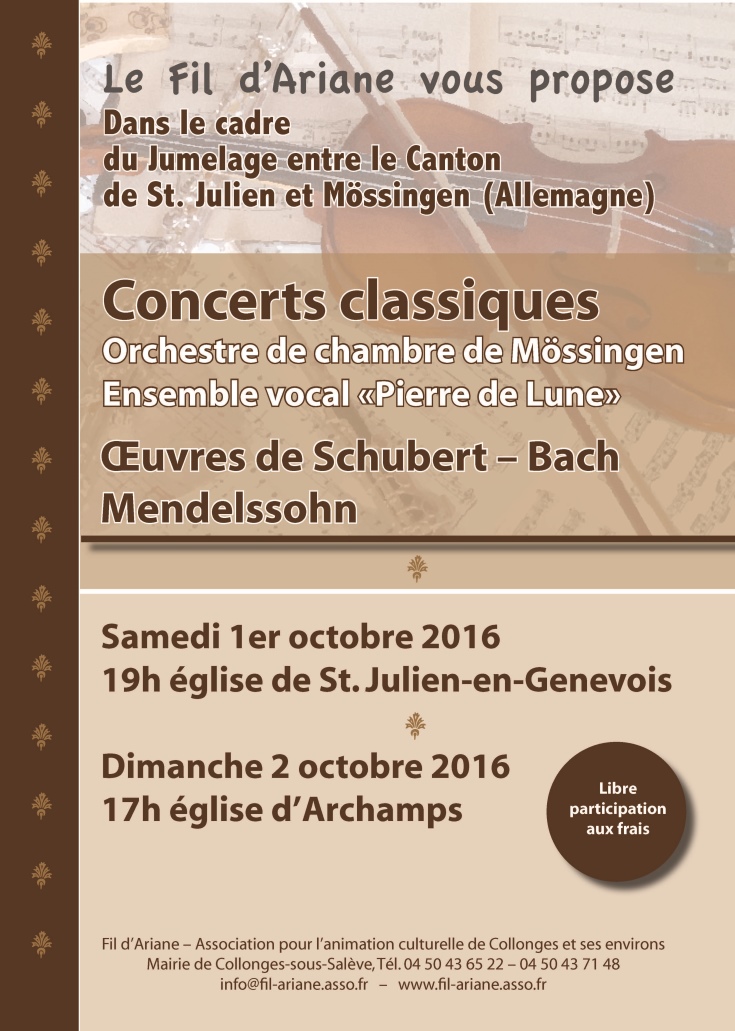 Le Fil d'Ariane vous propose
Dans le cadre
du Jumelage entre le Canton
de St. Julien et Mössingen (Allemagne)
Concerts classiques
Orchestre de chambre de Mössingen
Ensemble vocal «Pierre de Lune»
Œuvres de Schubert – Bach
Mendelssohn
Samedi 1er octobre 2016
19h église de St. Julien-en-Genevois
Dimanche 2 octobre 2016
17h église d'Archamps
Libre
participation
aux frais
Fil d'Ariane – Association pour l'animation culturelle de Collonges et ses environs
Mairie de Collonges-sous-Salève,Tél. 04 50 43 65 22 – 04 50 43 71 48
info@fil-ariane.asso.fr – www.fil-ariane.asso.fr